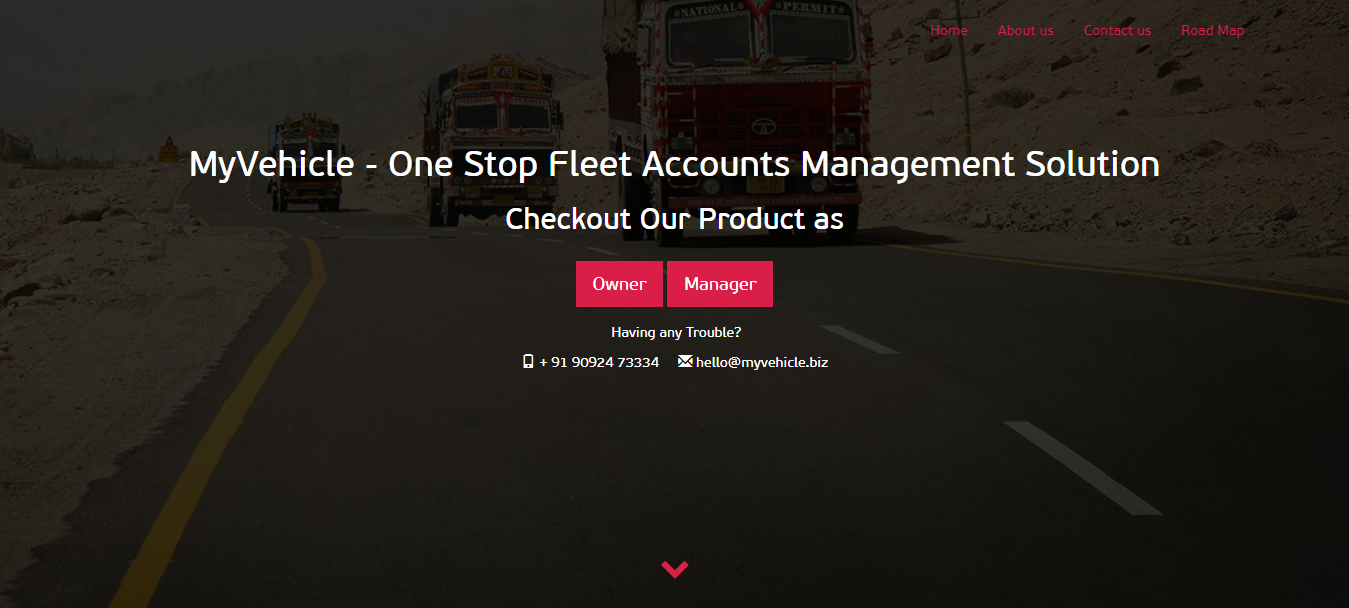 NATIONAL PERMIT
Home About us Contact us Road Map
MyVehicle - One Stop Fleet Accounts Management Solution
Checkout Our Product as
Owner Manager
Having any Trouble?
+ 91 90924 73334 hello@myvehicle.biz